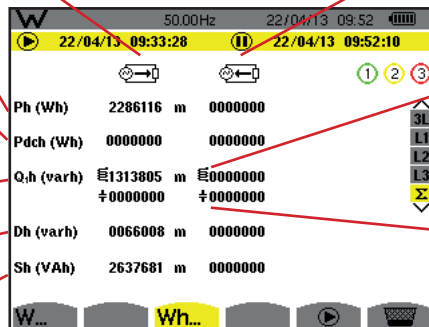 W 50.00Hz 22/04/13 09:52
22/04/13 09:33:28 22/04/13 09:52:10
1 2 3
Ph (Wh) 2286116 m 0000000
3L
Pdch (Wh) 0000000 0000000
L1
L2
Q₁h (varh) 1313805 m 0000000
L3
÷0000000 ÷0000000
Σ
Dh (varh) 0066008 m 0000000
Sh (VAh) 2637681 m 0000000
W... Wh...